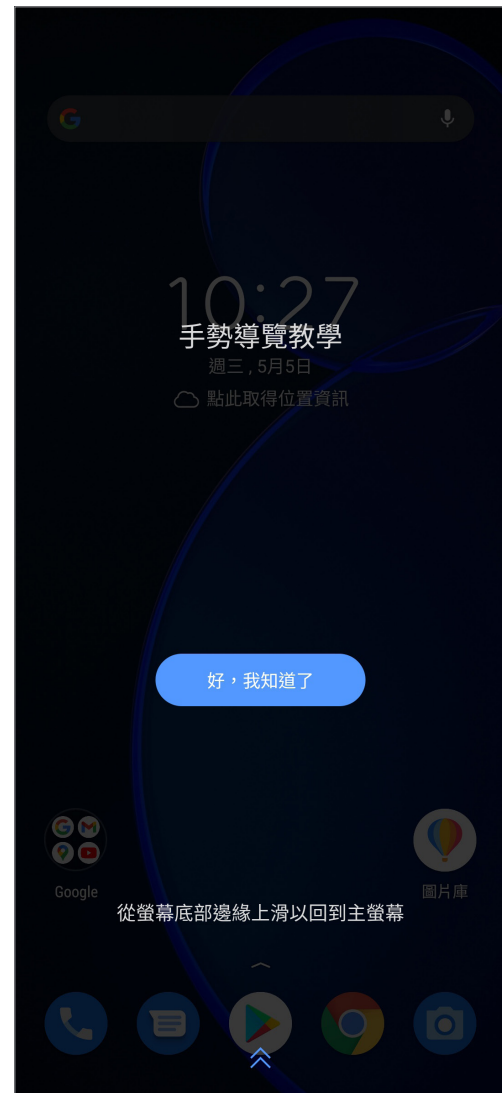 10:27
手勢導覽教學
週三 , 5月5日
點此取得位置資訊
好，我知道了
Google
圖片庫
從螢幕底部邊緣上滑以回到主螢幕